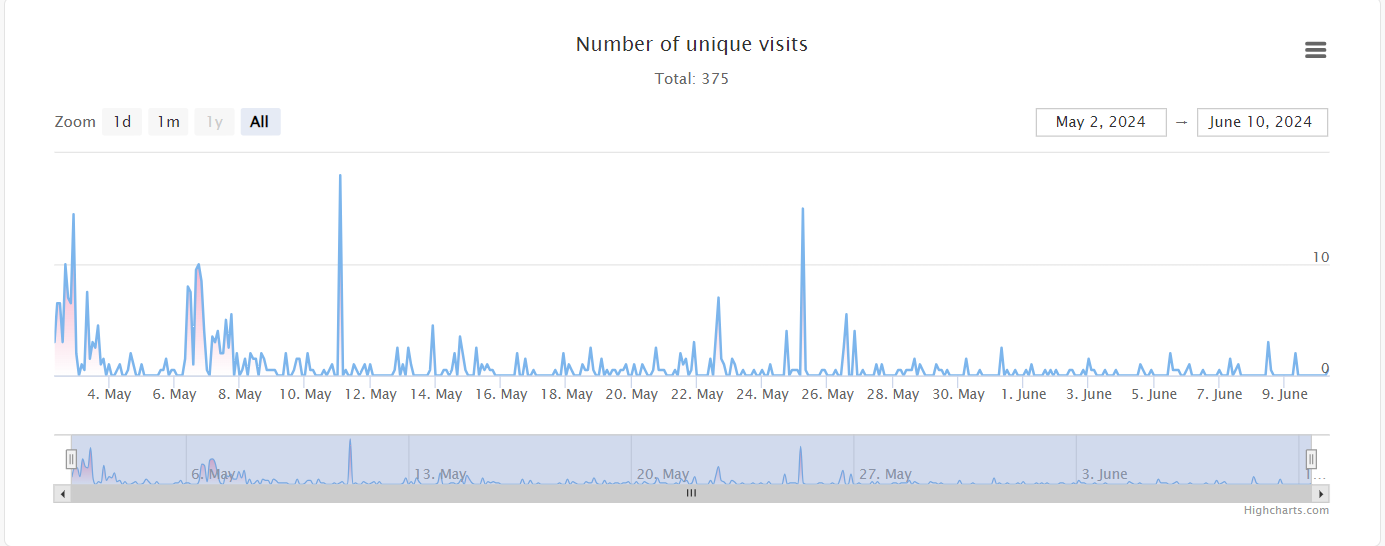 Number of unique visits
Total: 375
Zoom 1d 1m 1y All May 2, 2024 → June 10, 2024
10
0
4. May 6. May 8. May 10. May 12. May 14. May 16. May 18. May 20. May 22. May 24. May 26. May 28. May 30. May 1. June 3. June 5. June 7. June 9. June
6. May 13. May 20. May 27. May 3. June ...
Highcharts.com